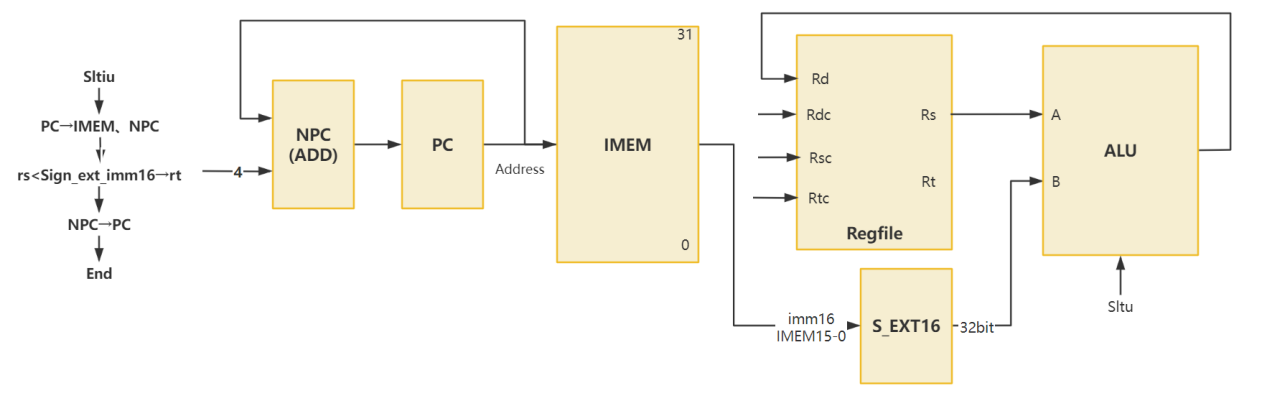 Sltiu
PC→IMEM、NPC
rs<Sign_ext_imm16→rt
NPC→PC
End
4
NPC
(ADD)
PC
Address
31
IMEM
0
Rd
Rdc
Rs
Rsc
Rt
Rtc
Regfile
A
ALU
B
Sltu
imm16
IMEM15-0
S_EXT16
32bit